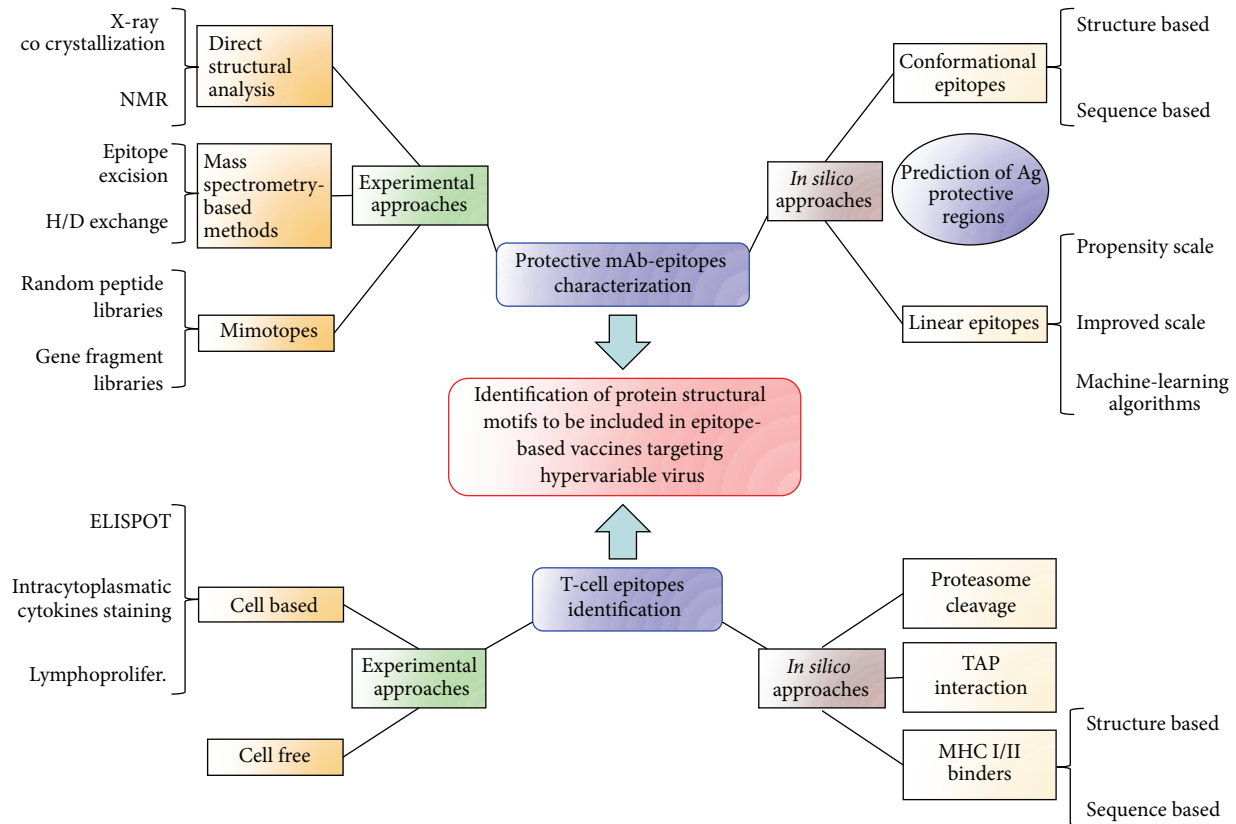 X-ray
co crystallization
NMR
Direct
structural
analysis
Epitope
excision
H/D exchange
Mass
spectrometry-
based
methods
Random peptide
libraries
Gene fragment
libraries
Mimotopes
Experimental
approaches
Protective mAb-epitopes
characterization
In silico
approaches
Conformational
epitopes
Structure based
Sequence based
Prediction of Ag
protective
regions
Linear epitopes
Propensity scale
Improved scale
Machine-learning
algorithms
Identification of protein structural
motifs to be included in epitope-
based vaccines targeting
hypervariable virus
ELISPOT
Intracytoplasmatic
cytokines staining
Lymphoprolifer.
Cell based
Cell free
Experimental
approaches
T-cell epitopes
identification
In silico
approaches
Proteasome
cleavage
TAP
interaction
MHC I/II
binders
Structure based
Sequence based